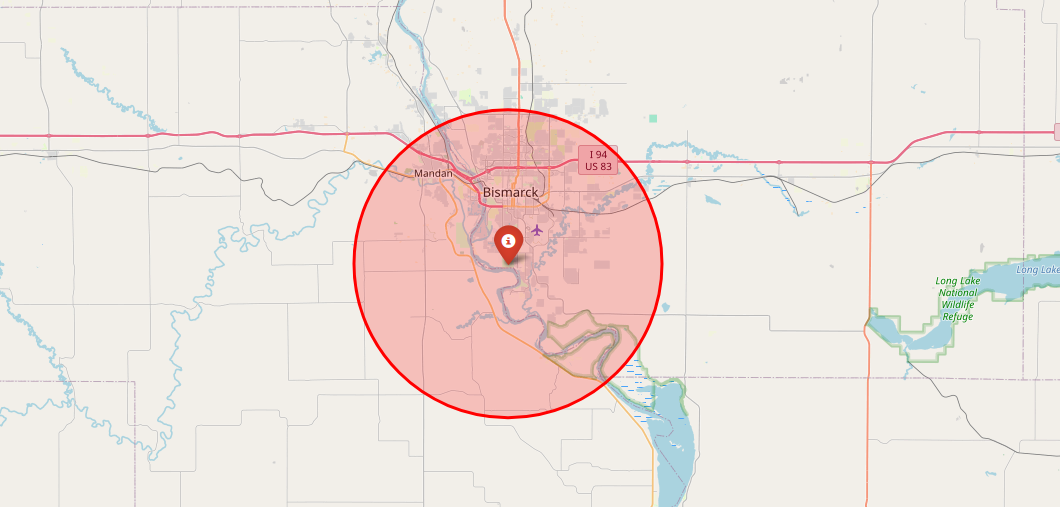 I 94
US 83
Mandan
Bismarck
Long Lake
National
Wildlife
Refuge
Long Lake